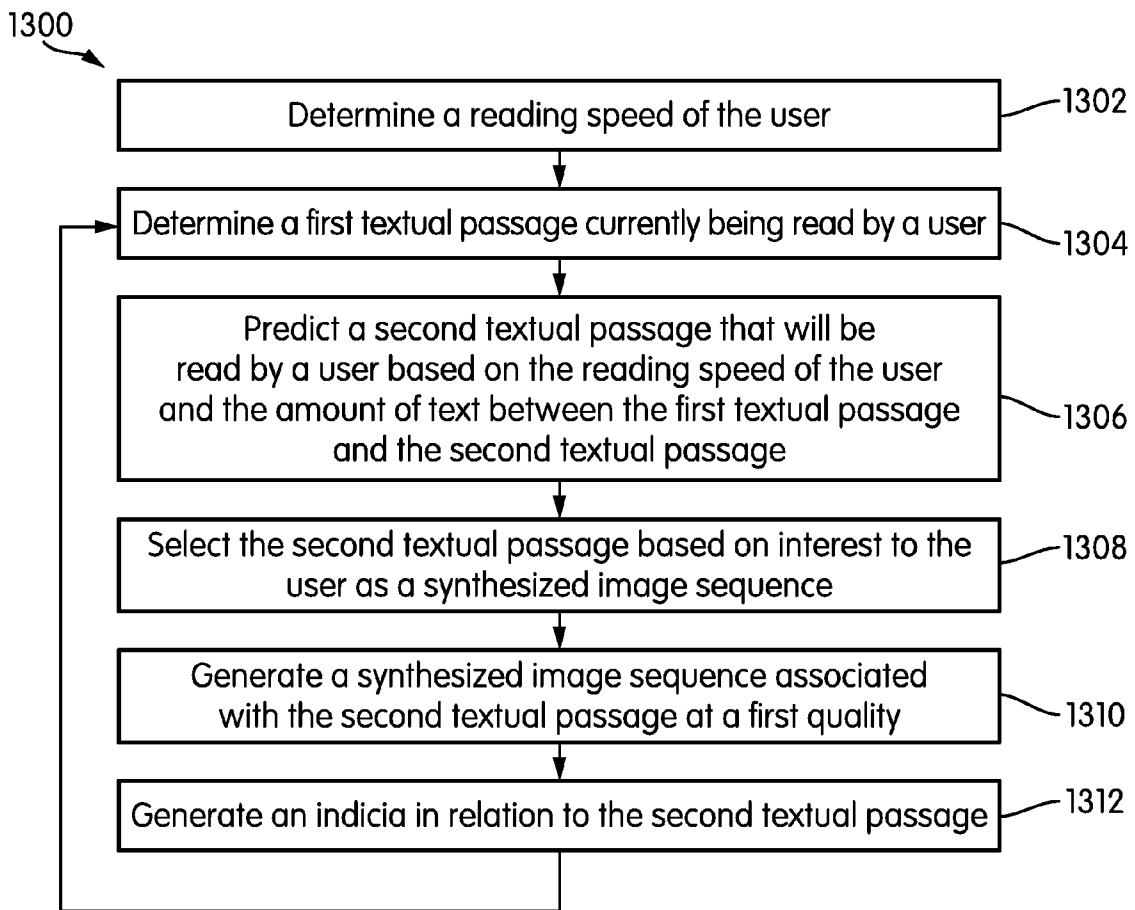 1300
Determine a reading speed of the user
1302
Determine a first textual passage currently being read by a user
1304
Predict a second textual passage that will be
read by a user based on the reading speed of the user
and the amount of text between the first textual passage
and the second textual passage
1306
Select the second textual passage based on interest to the
user as a synthesized image sequence
1308
Generate a synthesized image sequence associated
with the second textual passage at a first quality
1310
Generate an indicia in relation to the second textual passage
1312